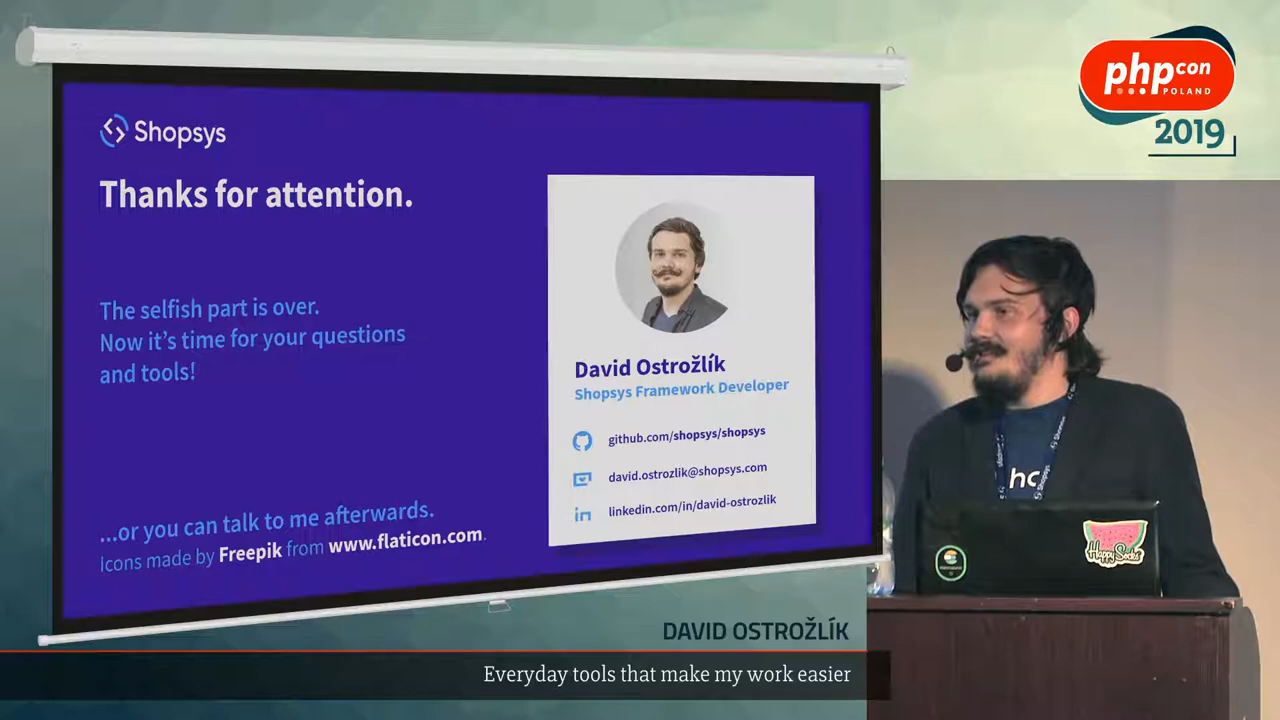 Shopsys
Thanks for attention.
The selfish part is over.
Now it's time for your questions
and tools!
...or you can talk to me afterwards.
Icons made by Freepik from www.flaticon.com.
David Ostrožlík
Shopsys Framework Developer
github.com/shopsys/shopsys
david.ostrozlik@shopsys.com
linkedin.com/in/david-ostrozlik
phpcon
POLAND
2019
hc
Happy Socks
DAVID OSTROŽLÍK
Everyday tools that make my work easier